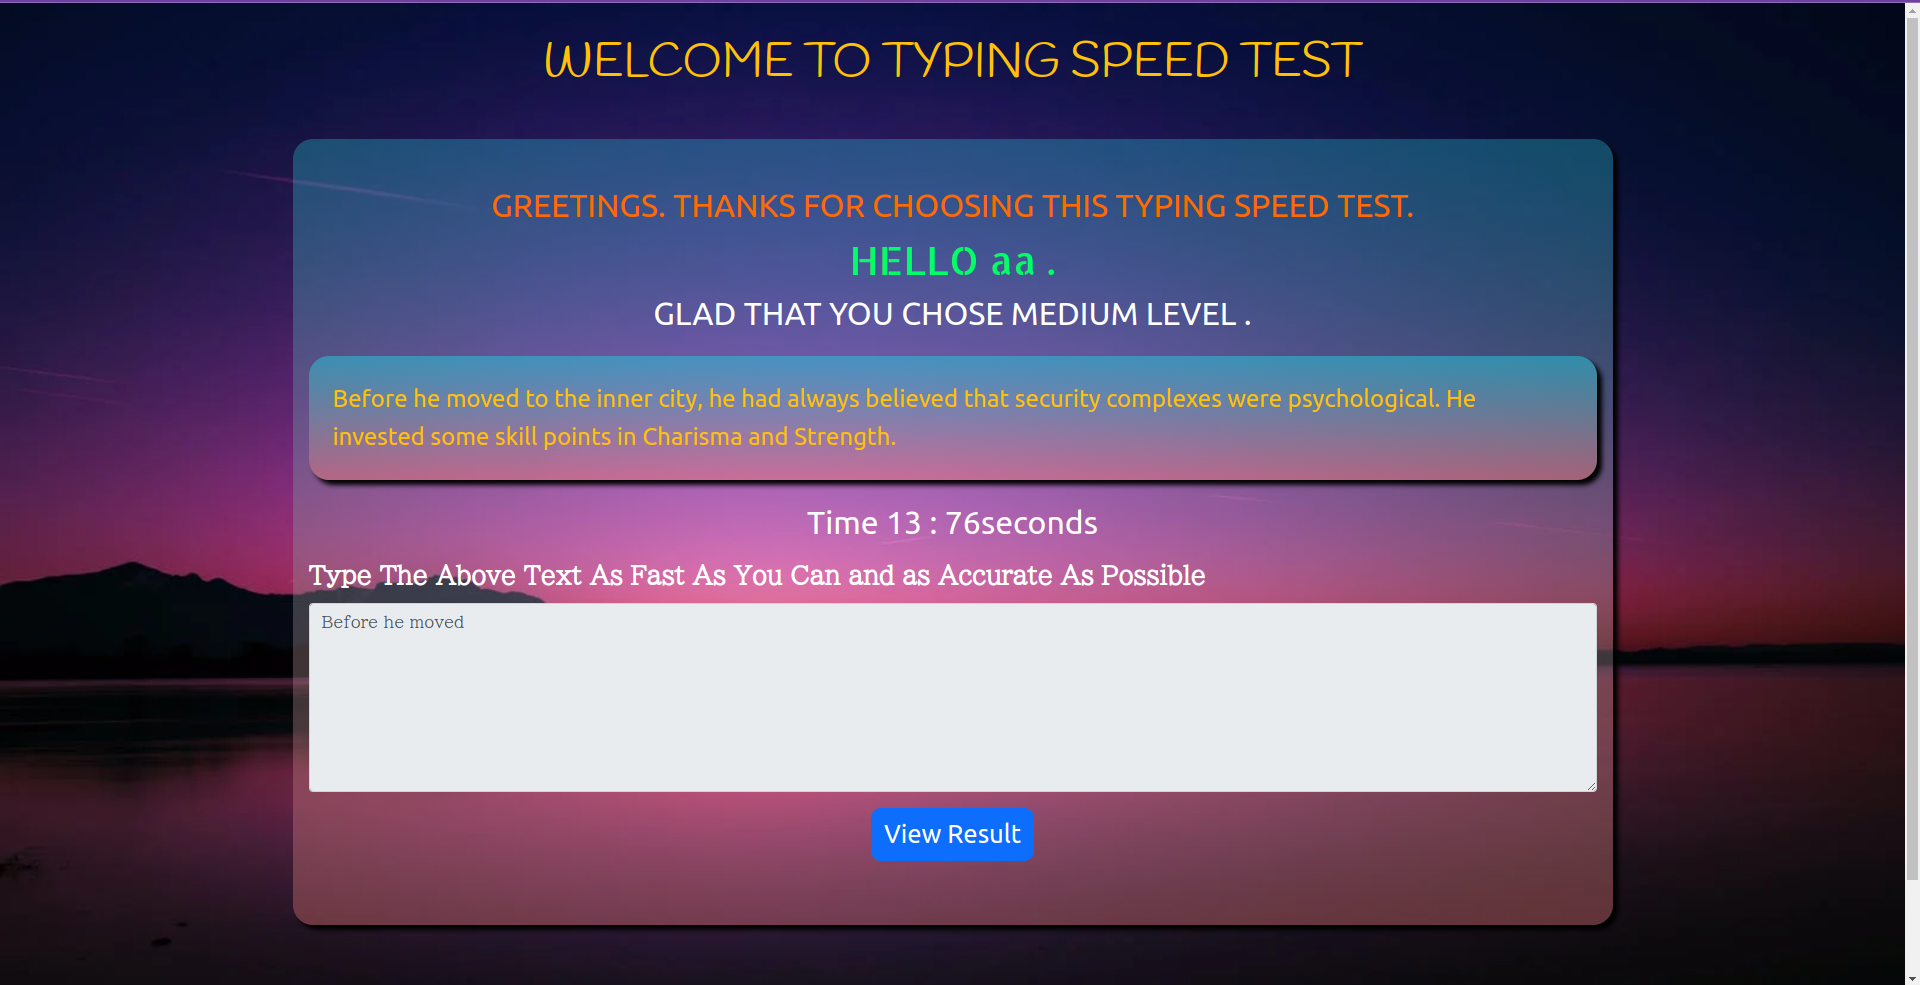 WELCOME TO TYPING SPEED TEST
GREETINGS. THANKS FOR CHOOSING THIS TYPING SPEED TEST.
HELLO aa .
GLAD THAT YOU CHOSE MEDIUM LEVEL .
Before he moved to the inner city, he had always believed that security complexes were psychological. He
invested some skill points in Charisma and Strength.
Time 13 : 76seconds
Type The Above Text As Fast As You Can and as Accurate As Possible
Before he moved
View Result